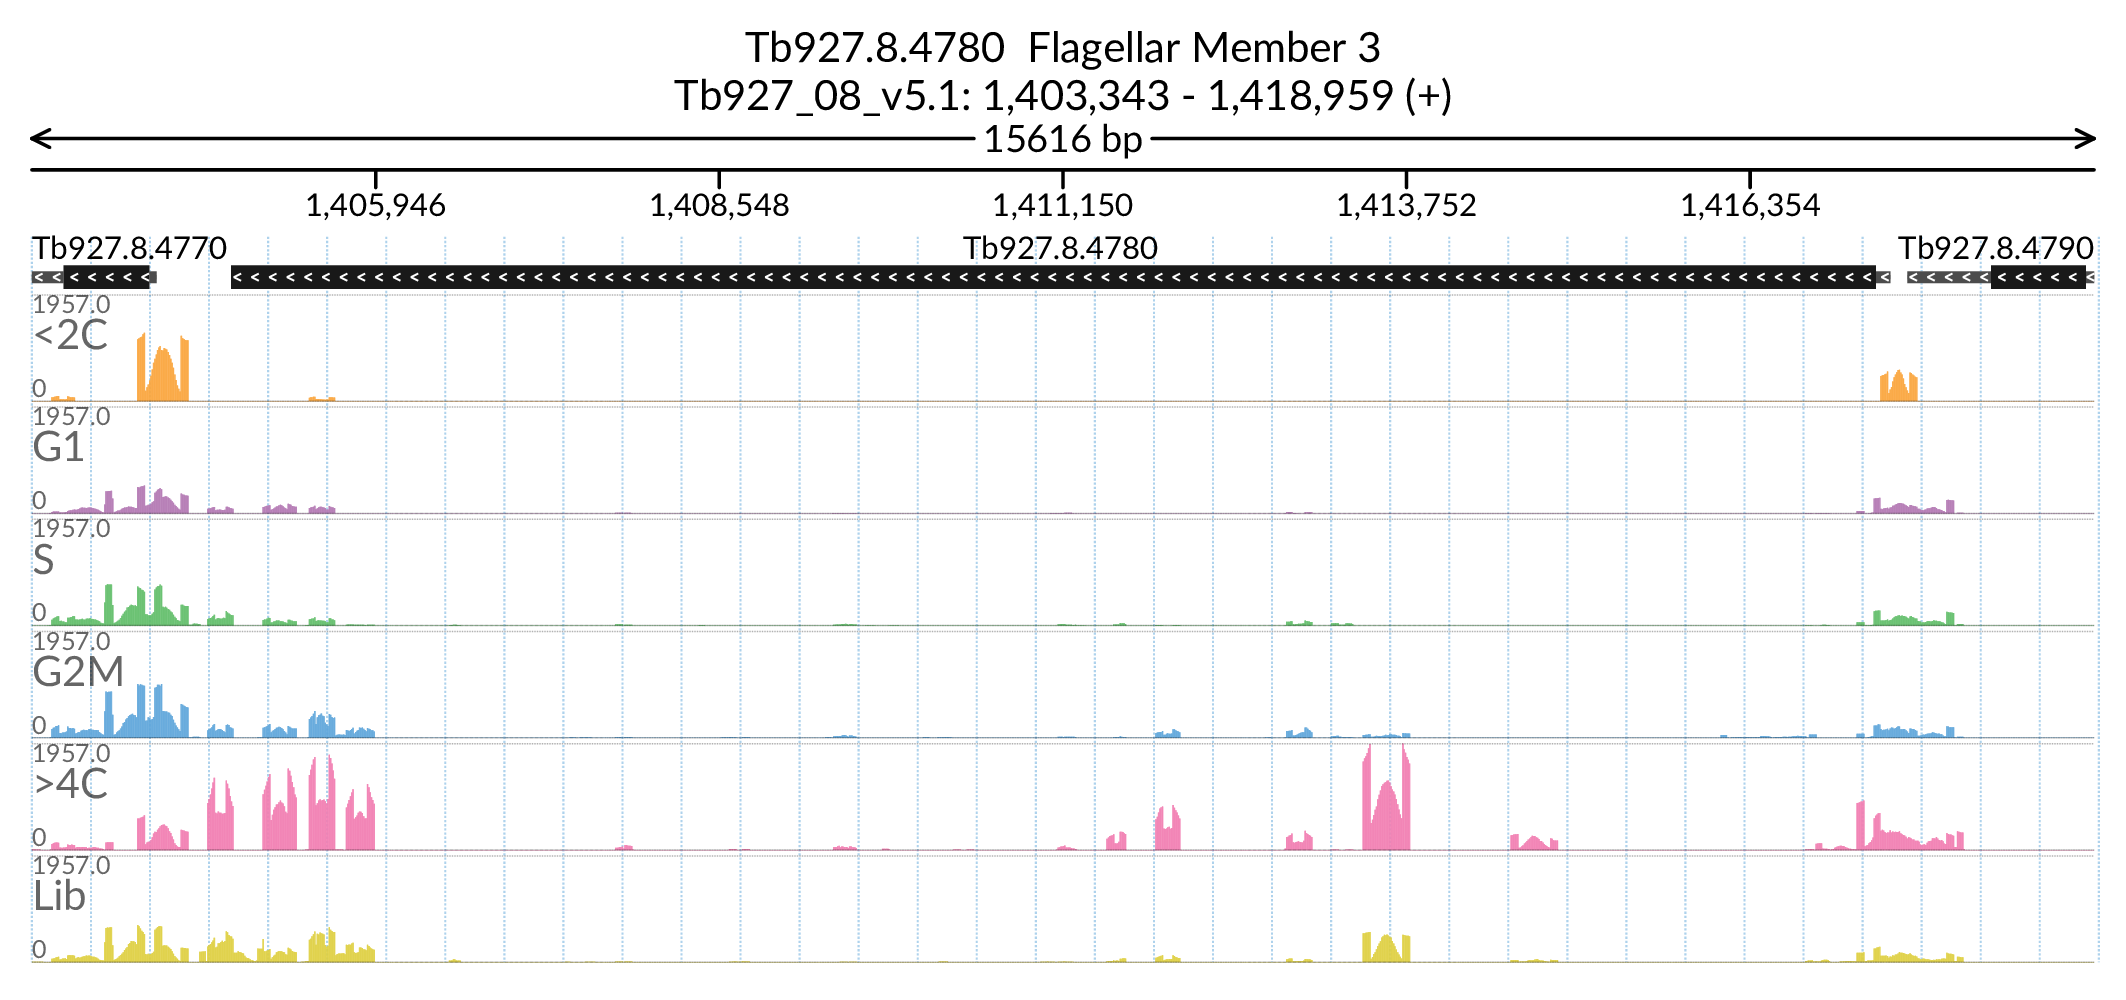 Tb927.8.4780  Flagellar Member 3
Tb927_08_v5.1: 1,403,343 - 1,418,959 (+)
15616 bp
1,405,946 1,408,548 1,411,150 1,413,752 1,416,354
Tb927.8.4770 Tb927.8.4780 Tb927.8.4790
1957.0
<2C
0
1957.0
G1
0
1957.0
S
0
1957.0
G2M
0
1957.0
>4C
0
1957.0
Lib
0